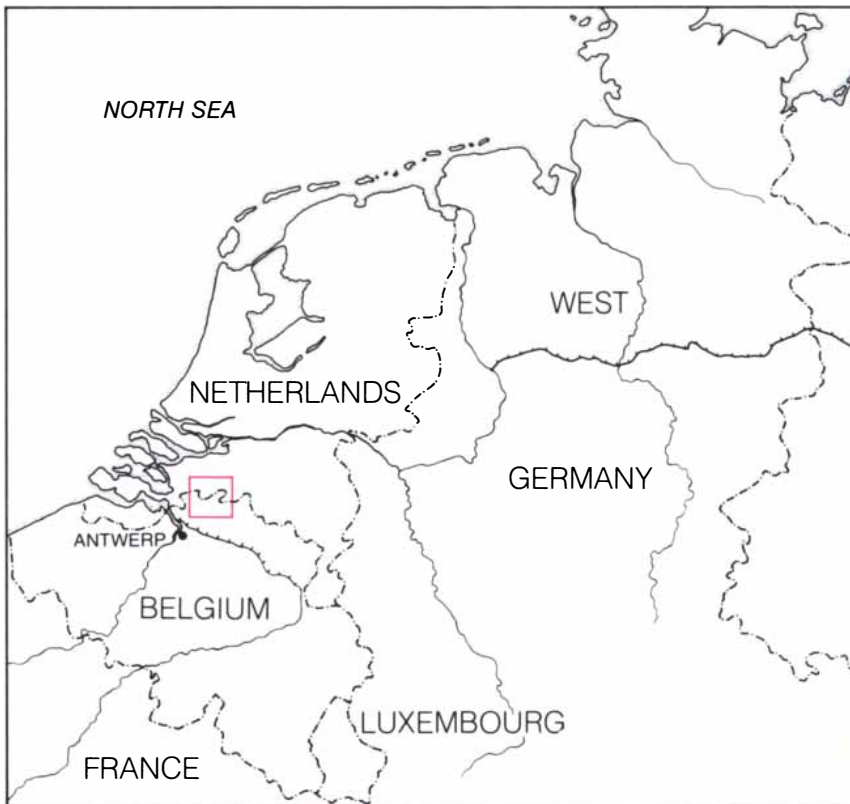 NORTH SEA
WEST
NETHERLANDS
GERMANY
ANTWERP
BELGIUM
LUXEMBOURG
FRANCE